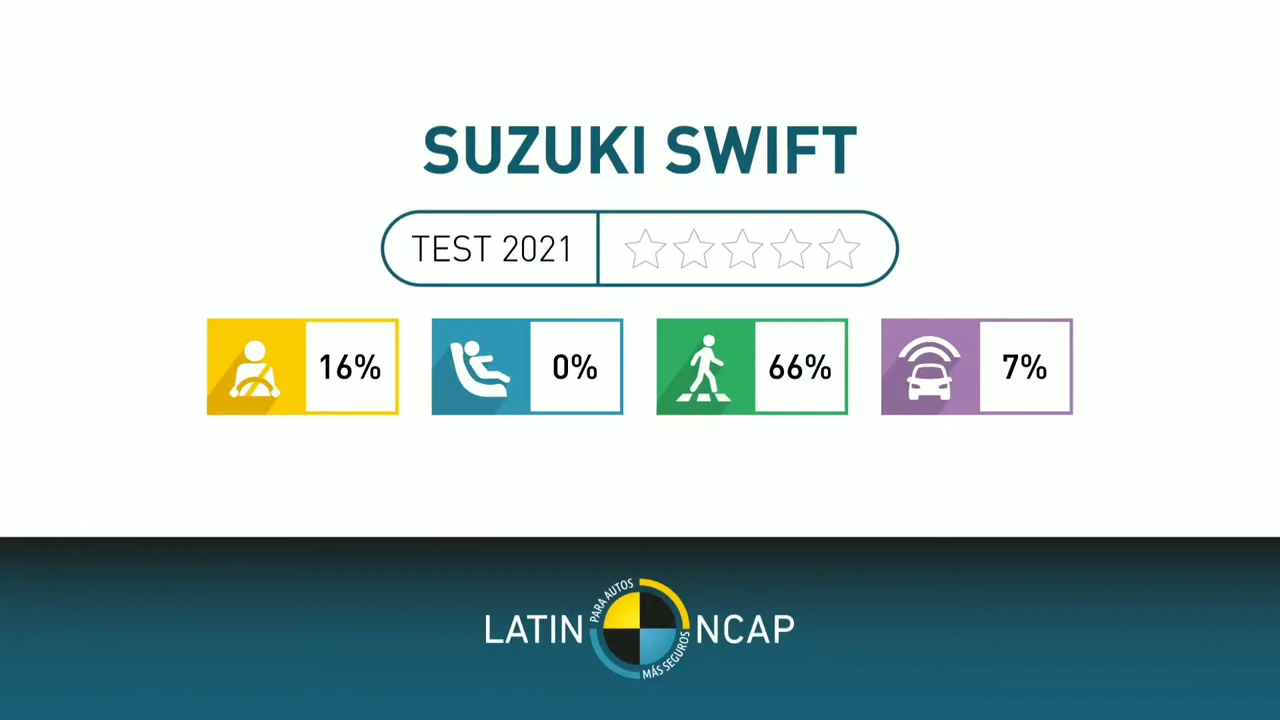 SUZUKI SWIFT
TEST 2021
16%
0%
66%
7%
LATIN NCAP
PARA AUTOS
MÁS SEGUROS